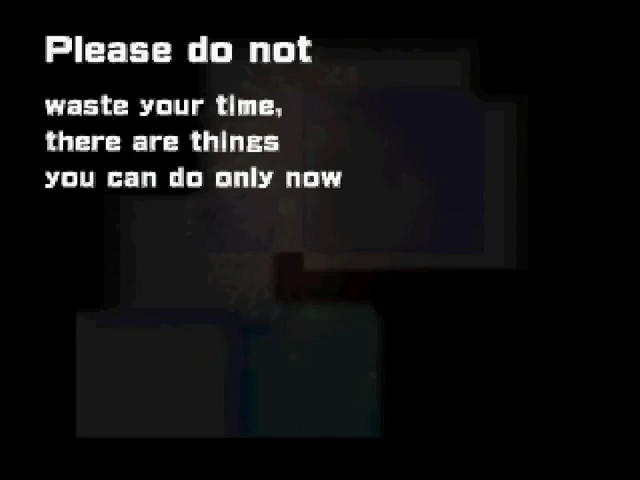 Please do not
waste your time,
there are things
you can do only now